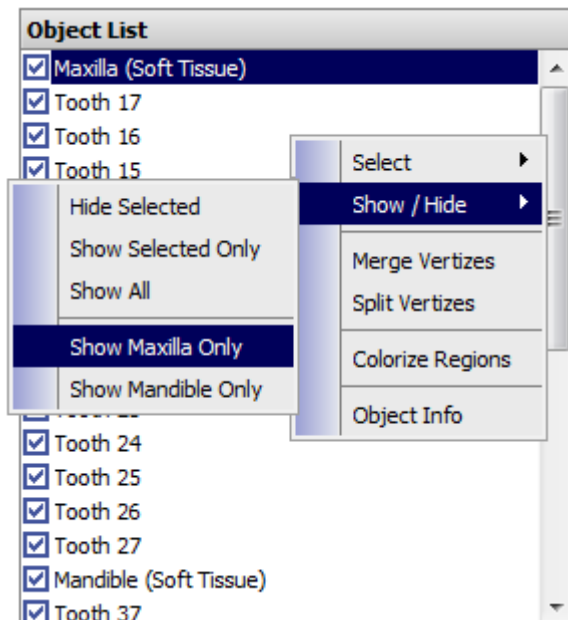 Object List
Maxilla (Soft Tissue)
Tooth 17
Tooth 16
Tooth 15
Select
Show / Hide
Merge Vertizes
Split Vertizes
Colorize Regions
Object Info
Hide Selected
Show Selected Only
Show All
Show Maxilla Only
Show Mandible Only
Tooth 24
Tooth 25
Tooth 26
Tooth 27
Mandible (Soft Tissue)
Tooth 37